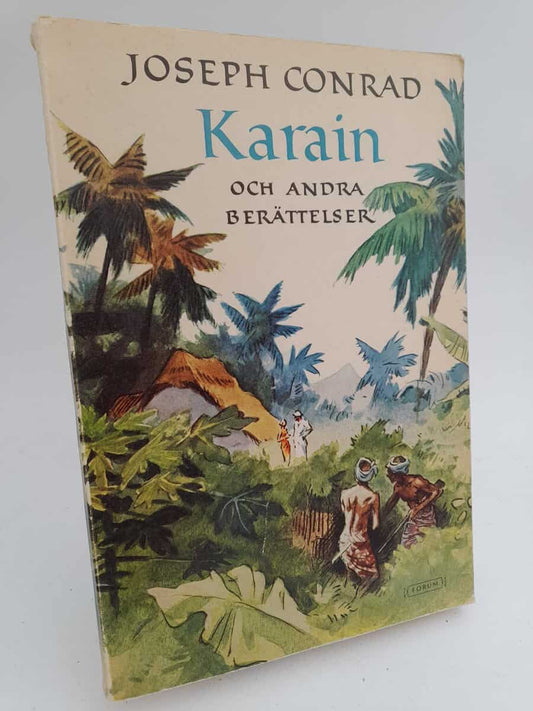 JOSEPH CONRAD
Karain
OCH ANDRA
BERÄTTELSER
FORUM